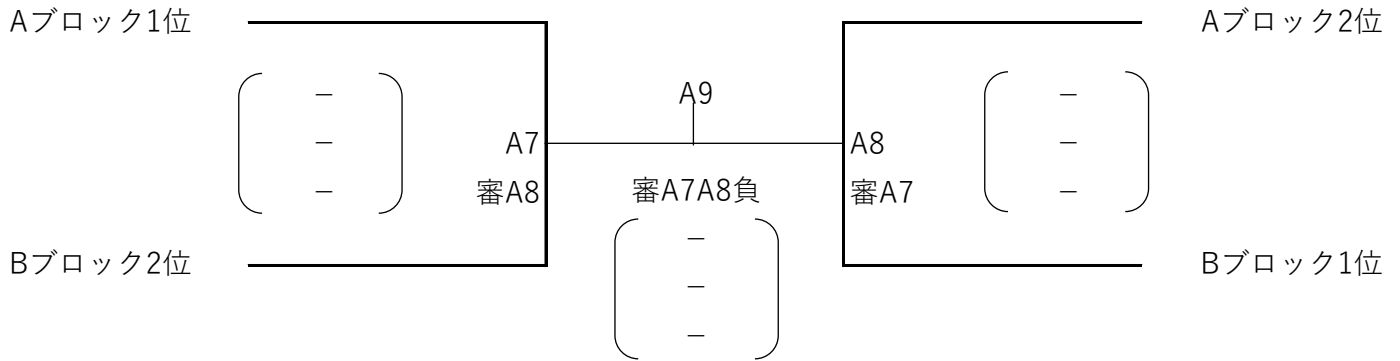 Aブロック1位
Aブロック2位
A9
－
－
－
－
－
－
A7
A8
審A8
審A7A8負
審A7
Bブロック2位
Bブロック1位
－
－
－